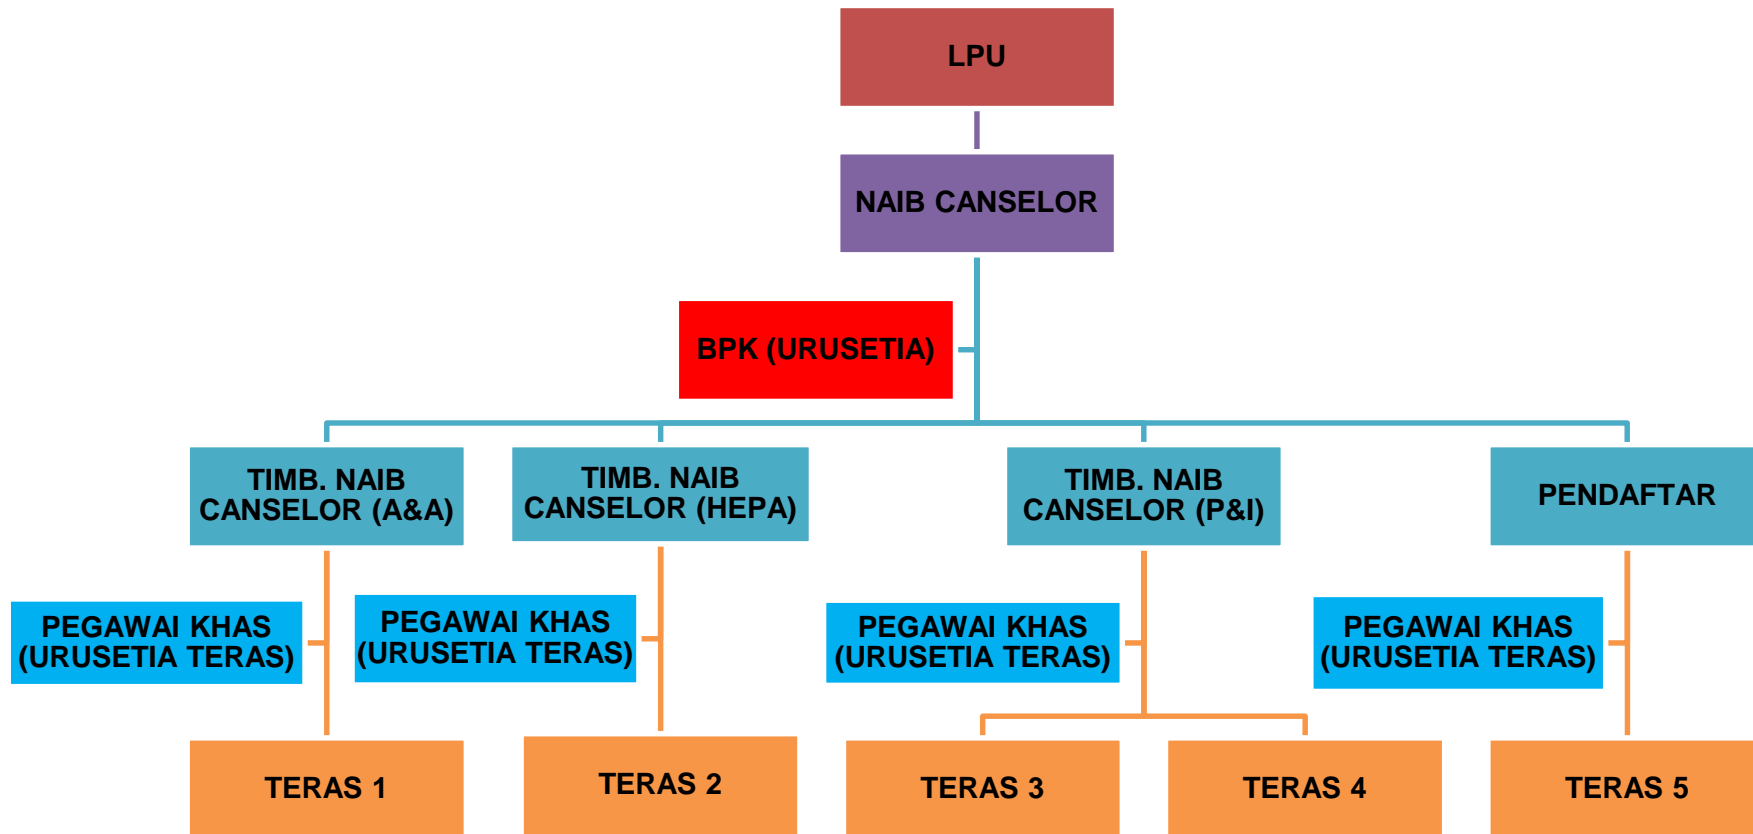 LPU
NAIB CANSELOR
BPK (URUSETIA)
TIMB. NAIB
CANSELOR (A&A)
TIMB. NAIB
CANSELOR (HEPA)
TIMB. NAIB
CANSELOR (P&I)
PENDAFTAR
PEGAWAI KHAS
(URUSETIA TERAS)
PEGAWAI KHAS
(URUSETIA TERAS)
PEGAWAI KHAS
(URUSETIA TERAS)
PEGAWAI KHAS
(URUSETIA TERAS)
TERAS 1
TERAS 2
TERAS 3
TERAS 4
TERAS 5